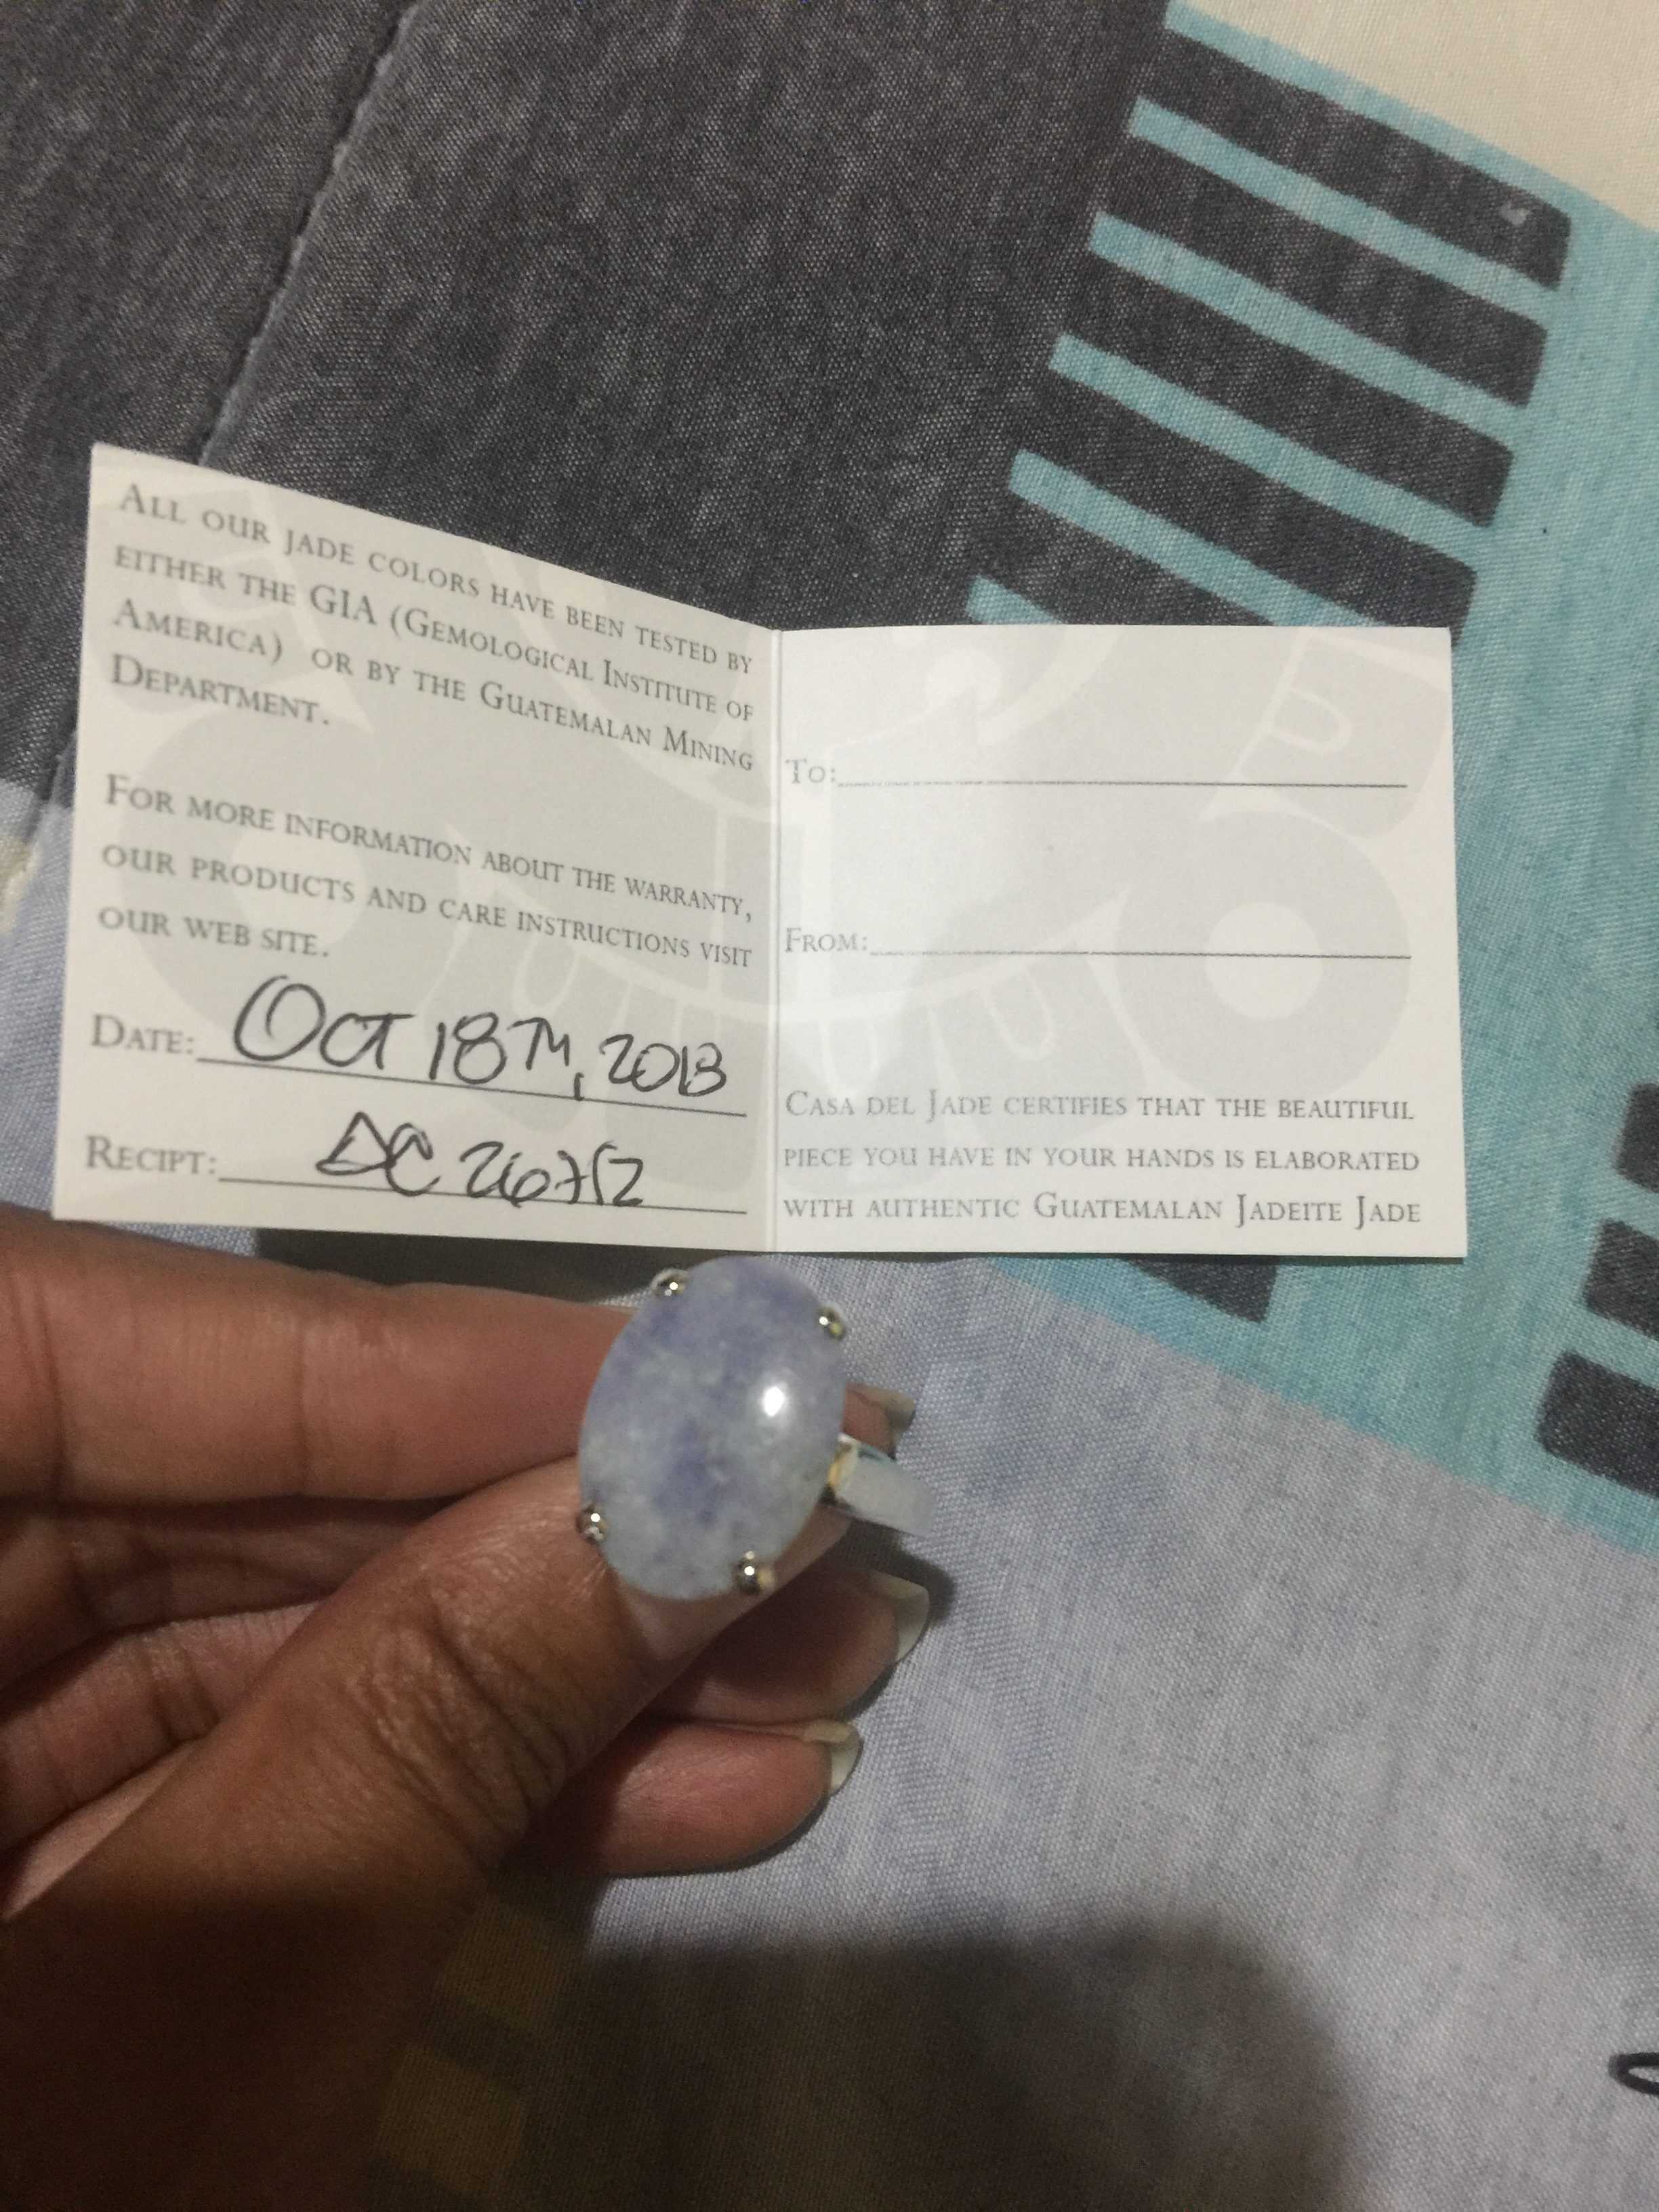 ALL OUR JADE COLORS HAVE BEEN TESTED BY
EITHER THE GIA (GEMOLOGICAL INSTITUTE OF
AMERICA) OR BY THE GUATEMALAN MINING
DEPARTMENT.
FOR MORE INFORMATION ABOUT THE WARRANTY,
OUR PRODUCTS AND CARE INSTRUCTIONS VISIT
OUR WEB SITE.
DATE: OCT 18TH, 2013
RECIPT:
TO:
FROM:
CASA DEL JADE CERTIFIES THAT THE BEAUTIFUL
PIECE YOU HAVE IN YOUR HANDS IS ELABORATED
WITH AUTHENTIC GUATEMALAN JADEITE JADE